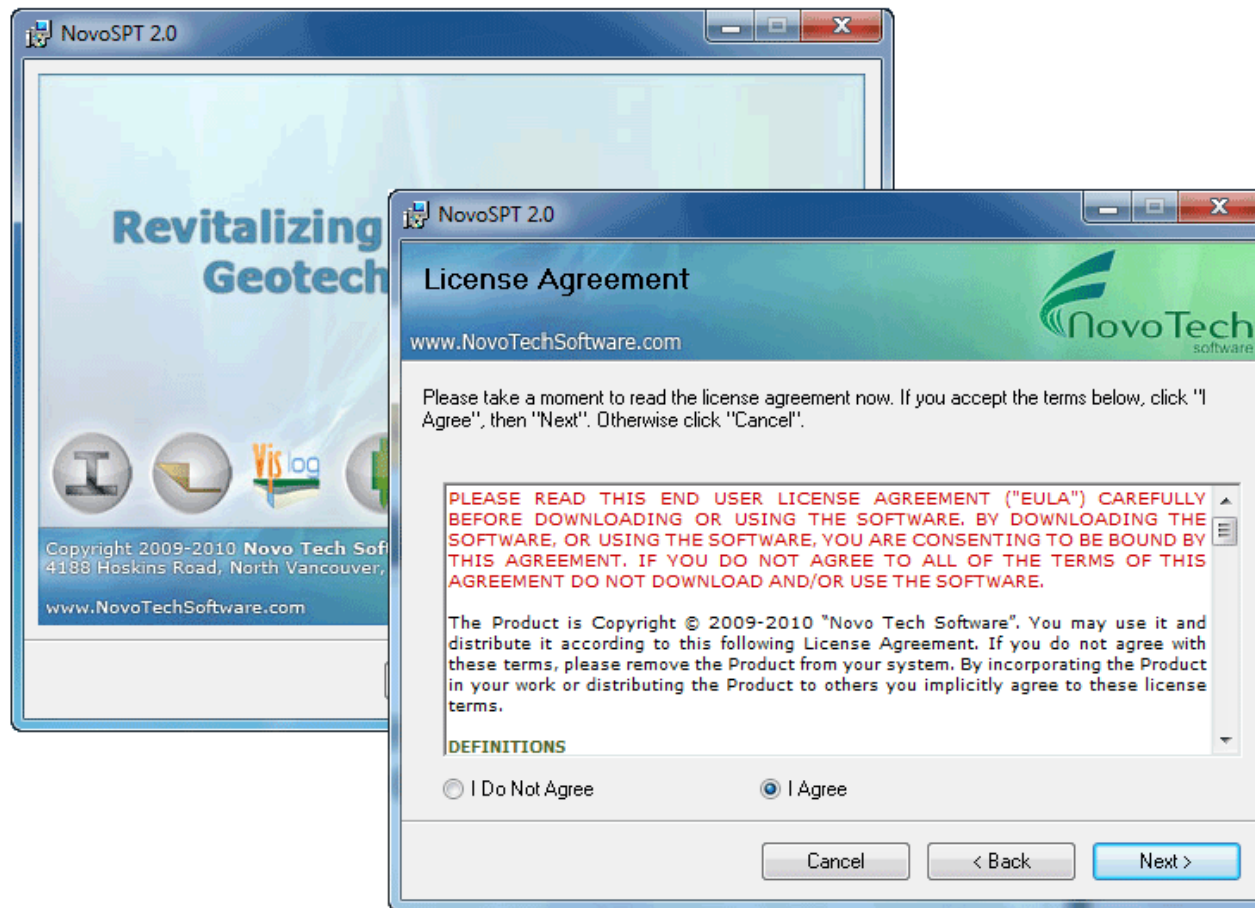 NovoSPT 2.0
Revitalizing
Geotech
Vislog
Copyright 2009-2010 Novo Tech Sof
4188 Hoskins Road, North Vancouver,
www.NovoTechSoftware.com
NovoSPT 2.0
License Agreement
www.NovoTechSoftware.com
NovoTech
software
Please take a moment to read the license agreement now. If you accept the terms below, click "I
Agree", then "Next". Otherwise click "Cancel".
PLEASE READ THIS END USER LICENSE AGREEMENT ("EULA") CAREFULLY
BEFORE DOWNLOADING OR USING THE SOFTWARE. BY DOWNLOADING THE
SOFTWARE, OR USING THE SOFTWARE, YOU ARE CONSENTING TO BE BOUND BY
THIS AGREEMENT. IF YOU DO NOT AGREE TO ALL OF THE TERMS OF THIS
AGREEMENT DO NOT DOWNLOAD AND/OR USE THE SOFTWARE.
The Product is Copyright © 2009-2010 “Novo Tech Software”. You may use it and
distribute it according to this following License Agreement. If you do not agree with
these terms, please remove the Product from your system. By incorporating the Product
in your work or distributing the Product to others you implicitly agree to these license
terms.
DEFINITIONS
I Do Not Agree
I Agree
Cancel
< Back
Next >